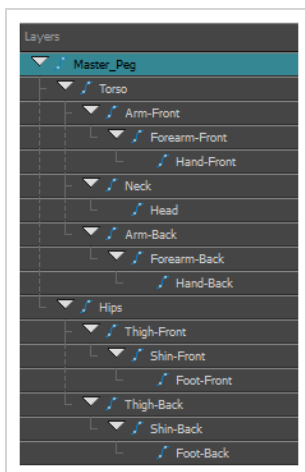 Layers
Master_Peg
Torso
Arm-Front
Forearm-Front
Hand-Front
Neck
Head
Arm-Back
Forearm-Back
Hand-Back
Hips
Thigh-Front
Shin-Front
Foot-Front
Thigh-Back
Shin-Back
Foot-Back